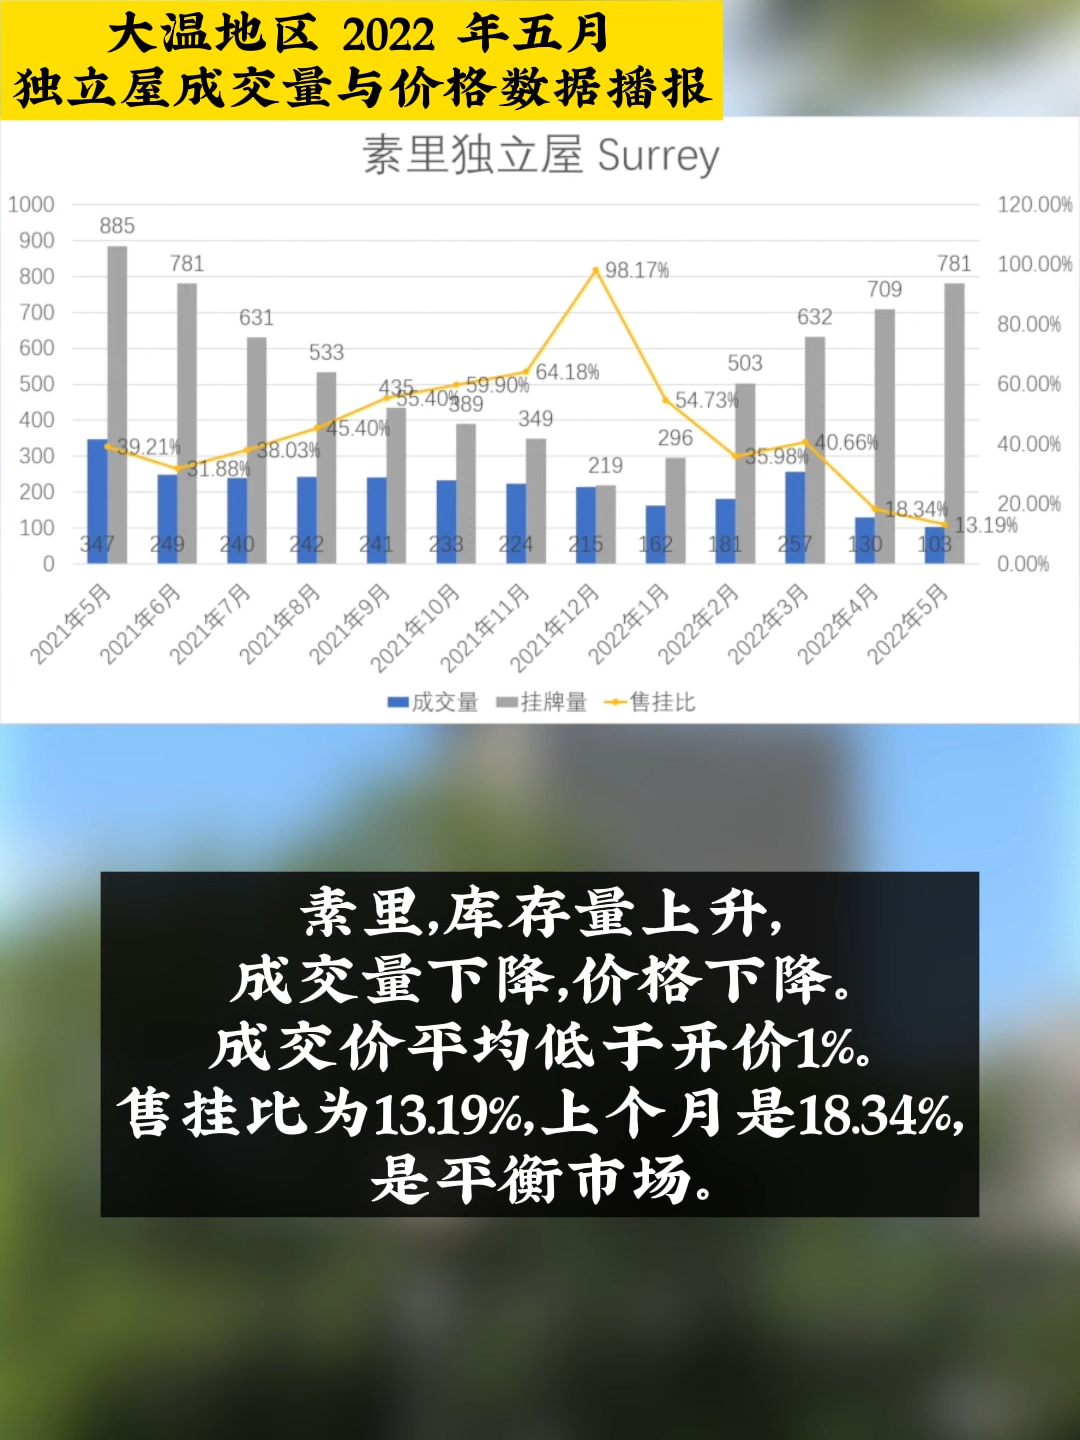 大温地区 2022 年五月
独立屋成交量与价格数据播报
素里独立屋 Surrey
1000
900
800
700
600
500
400
300
200
100
0
120.00%
100.00%
80.00%
60.00%
40.00%
20.00%
0.00%
885
781
631
533
435
389
349
219
296
503
632
709
781
39.21%
31.88%
38.03%
45.40%
55.40%
59.90%
64.18%
98.17%
54.73%
35.98%
40.66%
18.34%
13.19%
347
249
240
242
241
233
224
215
162
181
257
130
103
2021年5月
2021年6月
2021年7月
2021年8月
2021年9月
2021年10月
2021年11月
2021年12月
2022年1月
2022年2月
2022年3月
2022年4月
2022年5月
成交量 挂牌量 售挂比
素里,库存量上升,
成交量下降,价格下降。
成交价平均低于开价1%。
售挂比为13.19%,上个月是18.34%,
是平衡市场。